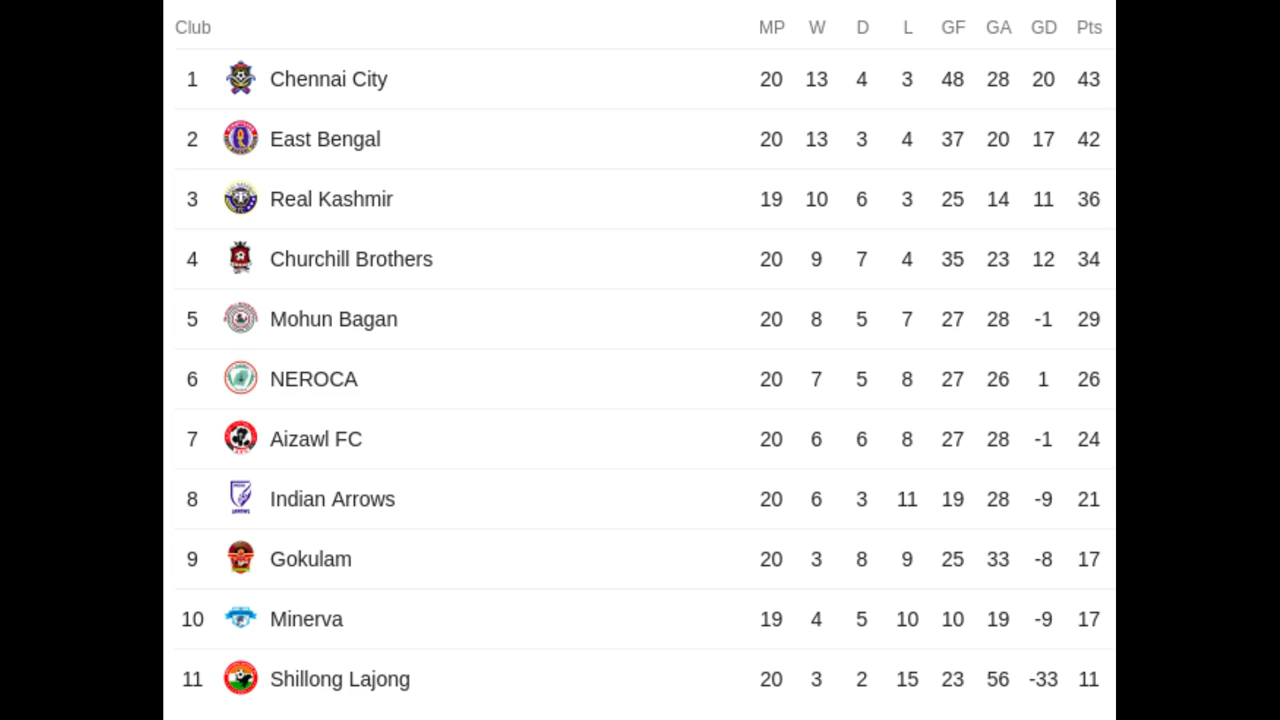 Club MP W D L GF GA GD Pts
1 Chennai City 20 13 4 3 48 28 20 43
2 East Bengal 20 13 3 4 37 20 17 42
3 Real Kashmir 19 10 6 3 25 14 11 36
4 Churchill Brothers 20 9 7 4 35 23 12 34
5 Mohun Bagan 20 8 5 7 27 28 -1 29
6 NEROCA 20 7 5 8 27 26 1 26
7 Aizawl FC 20 6 6 8 27 28 -1 24
8 Indian Arrows 20 6 3 11 19 28 -9 21
9 Gokulam 20 3 8 9 25 33 -8 17
10 Minerva 19 4 5 10 10 19 -9 17
11 Shillong Lajong 20 3 2 15 23 56 -33 11